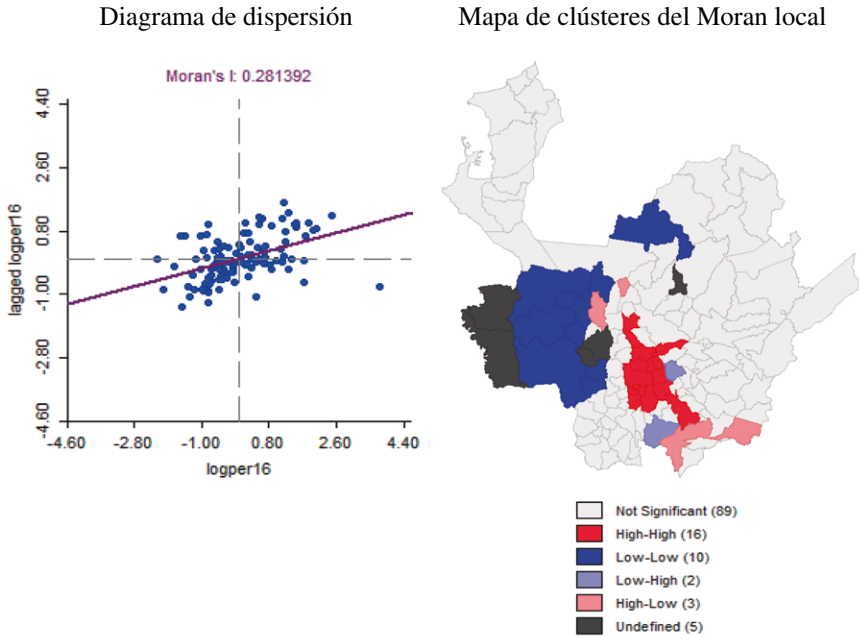 Diagrama de dispersión
Mapa de clústeres del Moran local
Moran's I: 0.281392
4.40
2.60
0.80
-1.00
-2.80
-4.60
lagged logper16
-4.60 -2.80 -1.00 0.80 2.60 4.40
logper16
Not Significant (89)
High-High (16)
Low-Low (10)
Low-High (2)
High-Low (3)
Undefined (5)